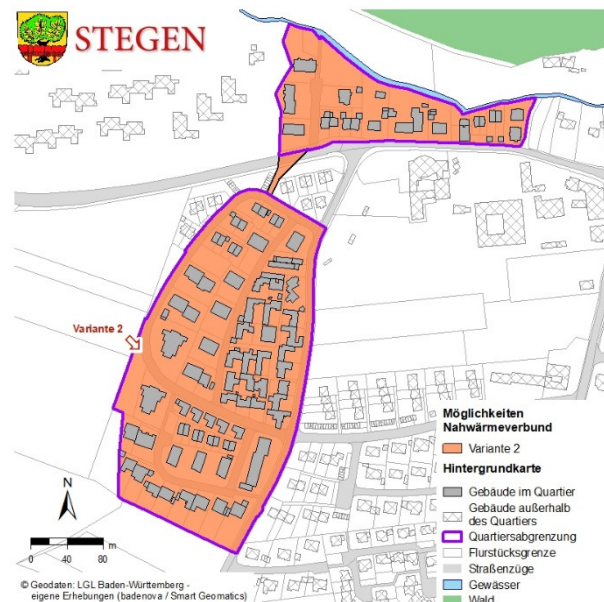 STEGEN
Variante 2
N
0 20 40 80
m
© Geodaten: LGL Baden-Württemberg -
eigene Erhebungen (badenova / Smart Geomatics)
Möglichkeiten
Nahwärmeverbund
Variante 2
Hintergrundkarte
Gebäude im Quartier
Gebäude außerhalb
des Quartiers
Quartiersabgrenzung
Flurstücksgrenze
Straßenzüge
Gewässer
Wald